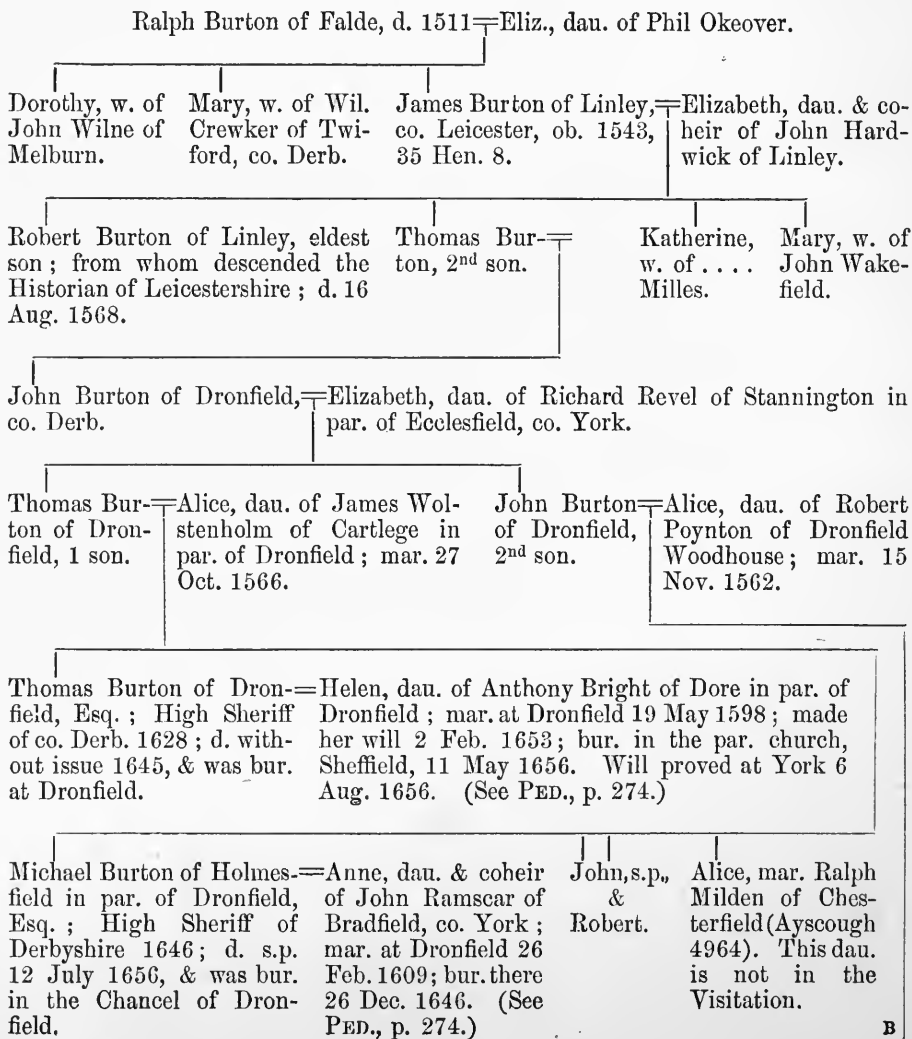 Ralph Burton of Falde, d. 1511=Eliz., dau. of Phil Okeover.
Dorothy, w. of
John Wilne of
Melburn.
Mary, w. of Wil.
Crewker of Twi-
ford, co. Derb.
James Burton of Linley,
co. Leicester, ob. 1543,
35 Hen. 8.
=Elizabeth, dau. & co-
heir of John Hard-
wick of Linley.
Robert Burton of Linley, eldest
son; from whom descended the
Historian of Leicestershire; d. 16
Aug. 1568.
Thomas Bur-=
ton, 2nd son.
Katherine,
w. of . . . .
Milles.
Mary, w. of
John Wake-
field.
John Burton of Dronfield,
co. Derb.
=Elizabeth, dau. of Richard Revel of Stannington in
par. of Ecclesfield, co. York.
Thomas Bur-
ton of Dron-
field, 1 son.
=Alice, dau. of James Wol-
stenholm of Cartlege in
par. of Dronfield; mar. 27
Oct. 1566.
John Burton
of Dronfield,
2nd son.
=Alice, dau. of Robert
Poynton of Dronfield
Woodhouse; mar. 15
Nov. 1562.
Thomas Burton of Dron-
field, Esq.; High Sheriff
of co. Derb. 1628; d. with-
out issue 1645, & was bur.
at Dronfield.
=Helen, dau. of Anthony Bright of Dore in par. of
Dronfield; mar. at Dronfield 19 May 1598; made
her will 2 Feb. 1653; bur. in the par. church,
Sheffield, 11 May 1656. Will proved at York 6
Aug. 1656. (See PED., p. 274.)
Michael Burton of Holmes-
field in par. of Dronfield,
Esq.; High Sheriff of
Derbyshire 1646; d. s.p.
12 July 1656, & was bur.
in the Chancel of Dron-
field.
=Anne, dau. & coheir
of John Ramscar of
Bradfield, co. York;
mar. at Dronfield 26
Feb. 1609; bur. there
26 Dec. 1646. (See
PED., p. 274.)
John, s.p.,
&
Robert.
Alice, mar. Ralph
Milden of Ches-
terfield (Ayscough
4964). This dau.
is not in the
Visitation.
B